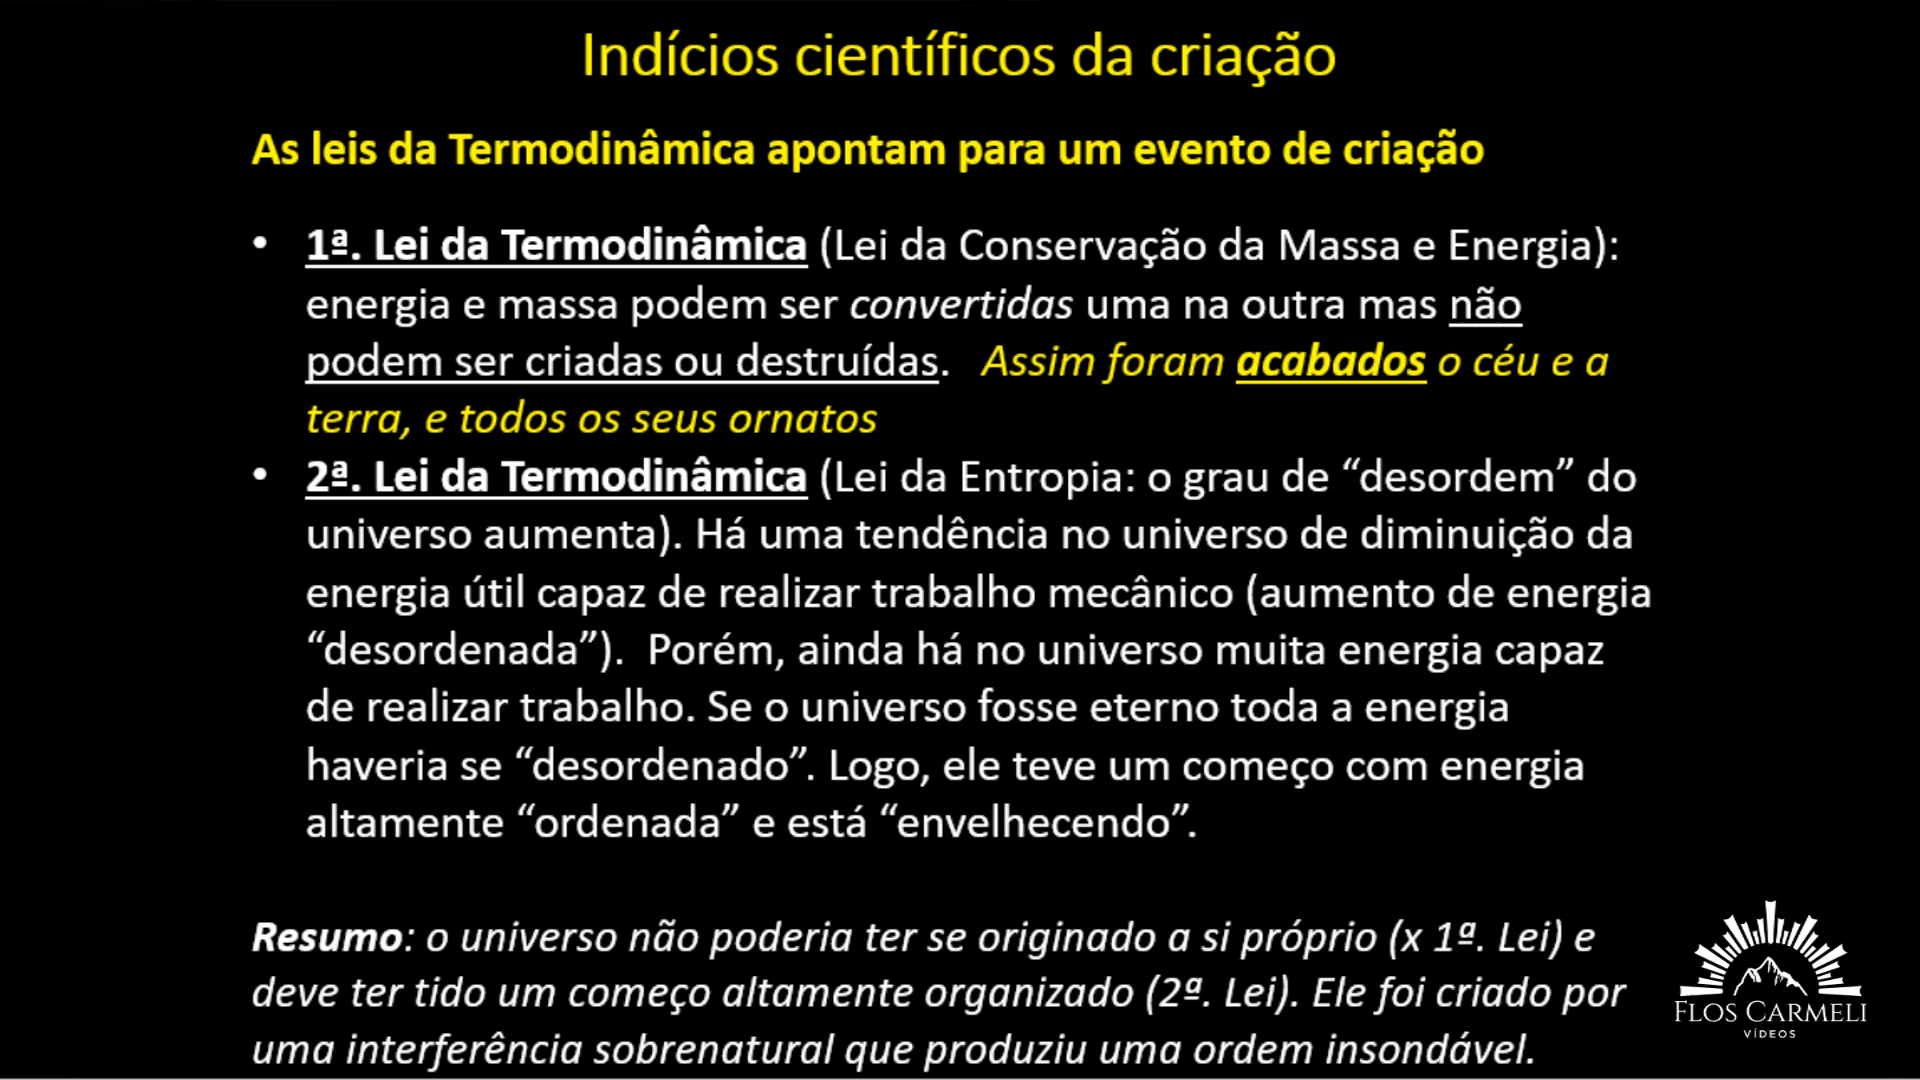 Indícios científicos da criação
As leis da Termodinâmica apontam para um evento de criação
• 1ª. Lei da Termodinâmica (Lei da Conservação da Massa e Energia):
energia e massa podem ser convertidas uma na outra mas não
podem ser criadas ou destruídas. Assim foram acabados o céu e a
terra, e todos os seus ornatos
• 2ª. Lei da Termodinâmica (Lei da Entropia: o grau de “desordem” do
universo aumenta). Há uma tendência no universo de diminuição da
energia útil capaz de realizar trabalho mecânico (aumento de energia
“desordenada”). Porém, ainda há no universo muita energia capaz
de realizar trabalho. Se o universo fosse eterno toda a energia
haveria se “desordenado”. Logo, ele teve um começo com energia
altamente “ordenada” e está “envelhecendo”.
Resumo: o universo não poderia ter se originado a si próprio (x 1ª. Lei) e
deve ter tido um começo altamente organizado (2ª. Lei). Ele foi criado por
uma interferência sobrenatural que produziu uma ordem insondável.
FLOS CARMELI
VÍDEOS